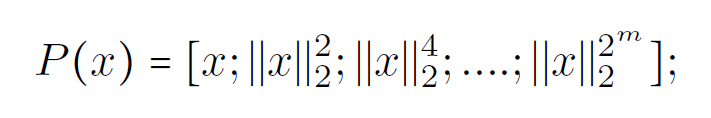 P(x) = [x; ||x||_2^2; ||x||_2^4; ....; ||x||_2^{2^m}];